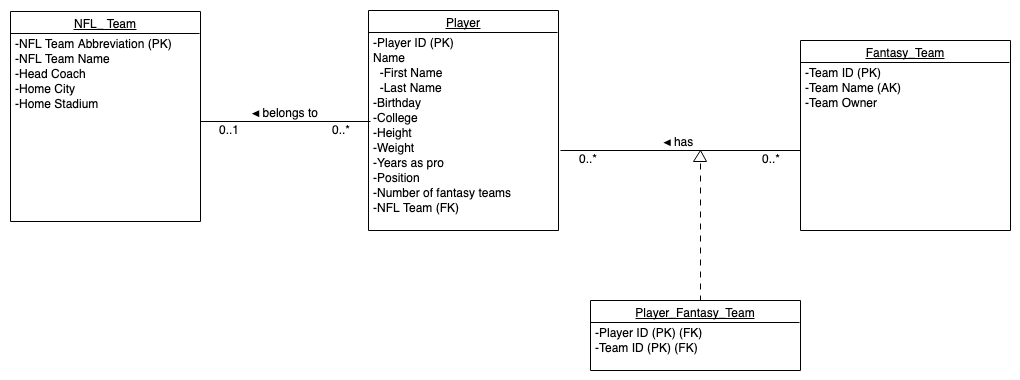 NFL_ Team
-NFL Team Abbreviation (PK)
-NFL Team Name
-Head Coach
-Home City
-Home Stadium
◄ belongs to
0..1
0..*
Player
-Player ID (PK)
Name
-First Name
-Last Name
-Birthday
-College
-Height
-Weight
-Years as pro
-Position
-Number of fantasy teams
-NFL Team (FK)
◄ has
0..*
0..*
Fantasy_Team
-Team ID (PK)
-Team Name (AK)
-Team Owner
Player_Fantasy_Team
-Player ID (PK) (FK)
-Team ID (PK) (FK)